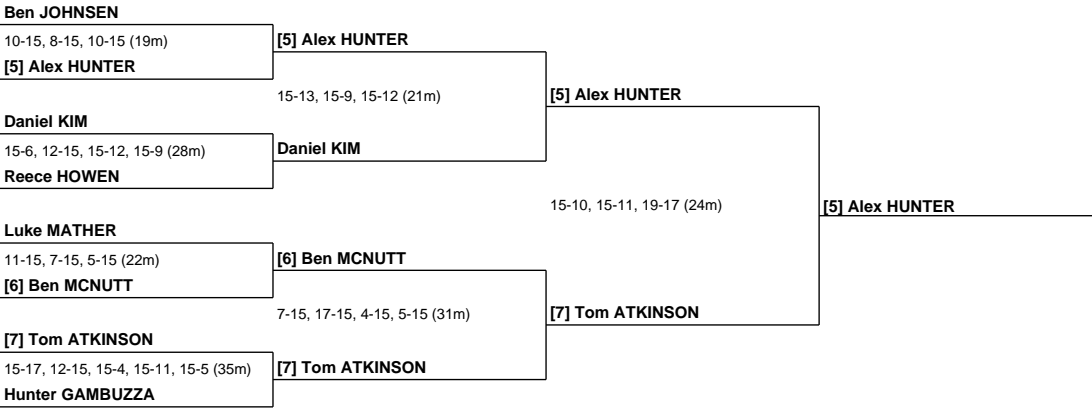 Ben JOHNSEN
10-15, 8-15, 10-15 (19m)
[5] Alex HUNTER
[5] Alex HUNTER
15-13, 15-9, 15-12 (21m)
[5] Alex HUNTER
Daniel KIM
15-6, 12-15, 15-12, 15-9 (28m)
Daniel KIM
Reece HOWEN
15-10, 15-11, 19-17 (24m)
[5] Alex HUNTER
Luke MATHER
11-15, 7-15, 5-15 (22m)
[6] Ben MCNUTT
[6] Ben MCNUTT
7-15, 17-15, 4-15, 5-15 (31m)
[7] Tom ATKINSON
[7] Tom ATKINSON
15-17, 12-15, 15-4, 15-11, 15-5 (35m)
[7] Tom ATKINSON
Hunter GAMBUZZA